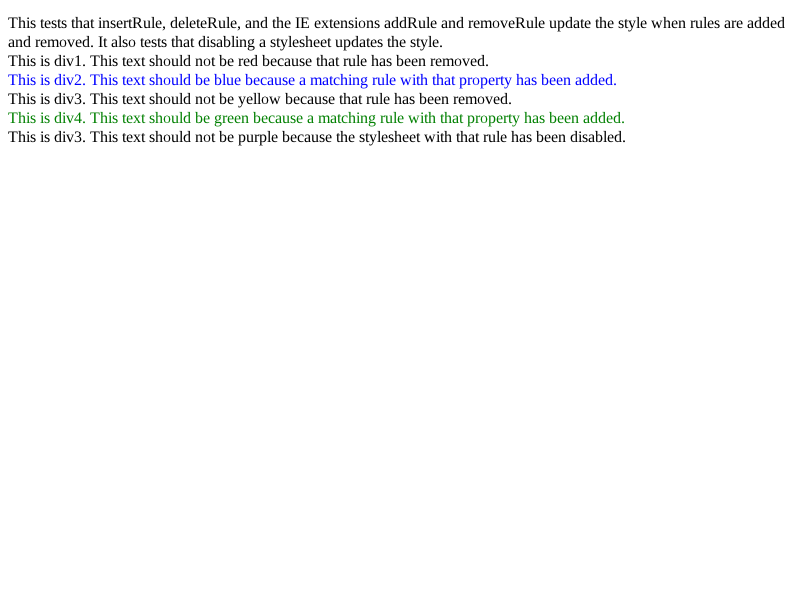 This tests that insertRule, deleteRule, and the IE extensions addRule and removeRule update the style when rules are added
and removed. It also tests that disabling a stylesheet updates the style.
This is div1. This text should not be red because that rule has been removed.
This is div2. This text should be blue because a matching rule with that property has been added.
This is div3. This text should not be yellow because that rule has been removed.
This is div4. This text should be green because a matching rule with that property has been added.
This is div3. This text should not be purple because the stylesheet with that rule has been disabled.